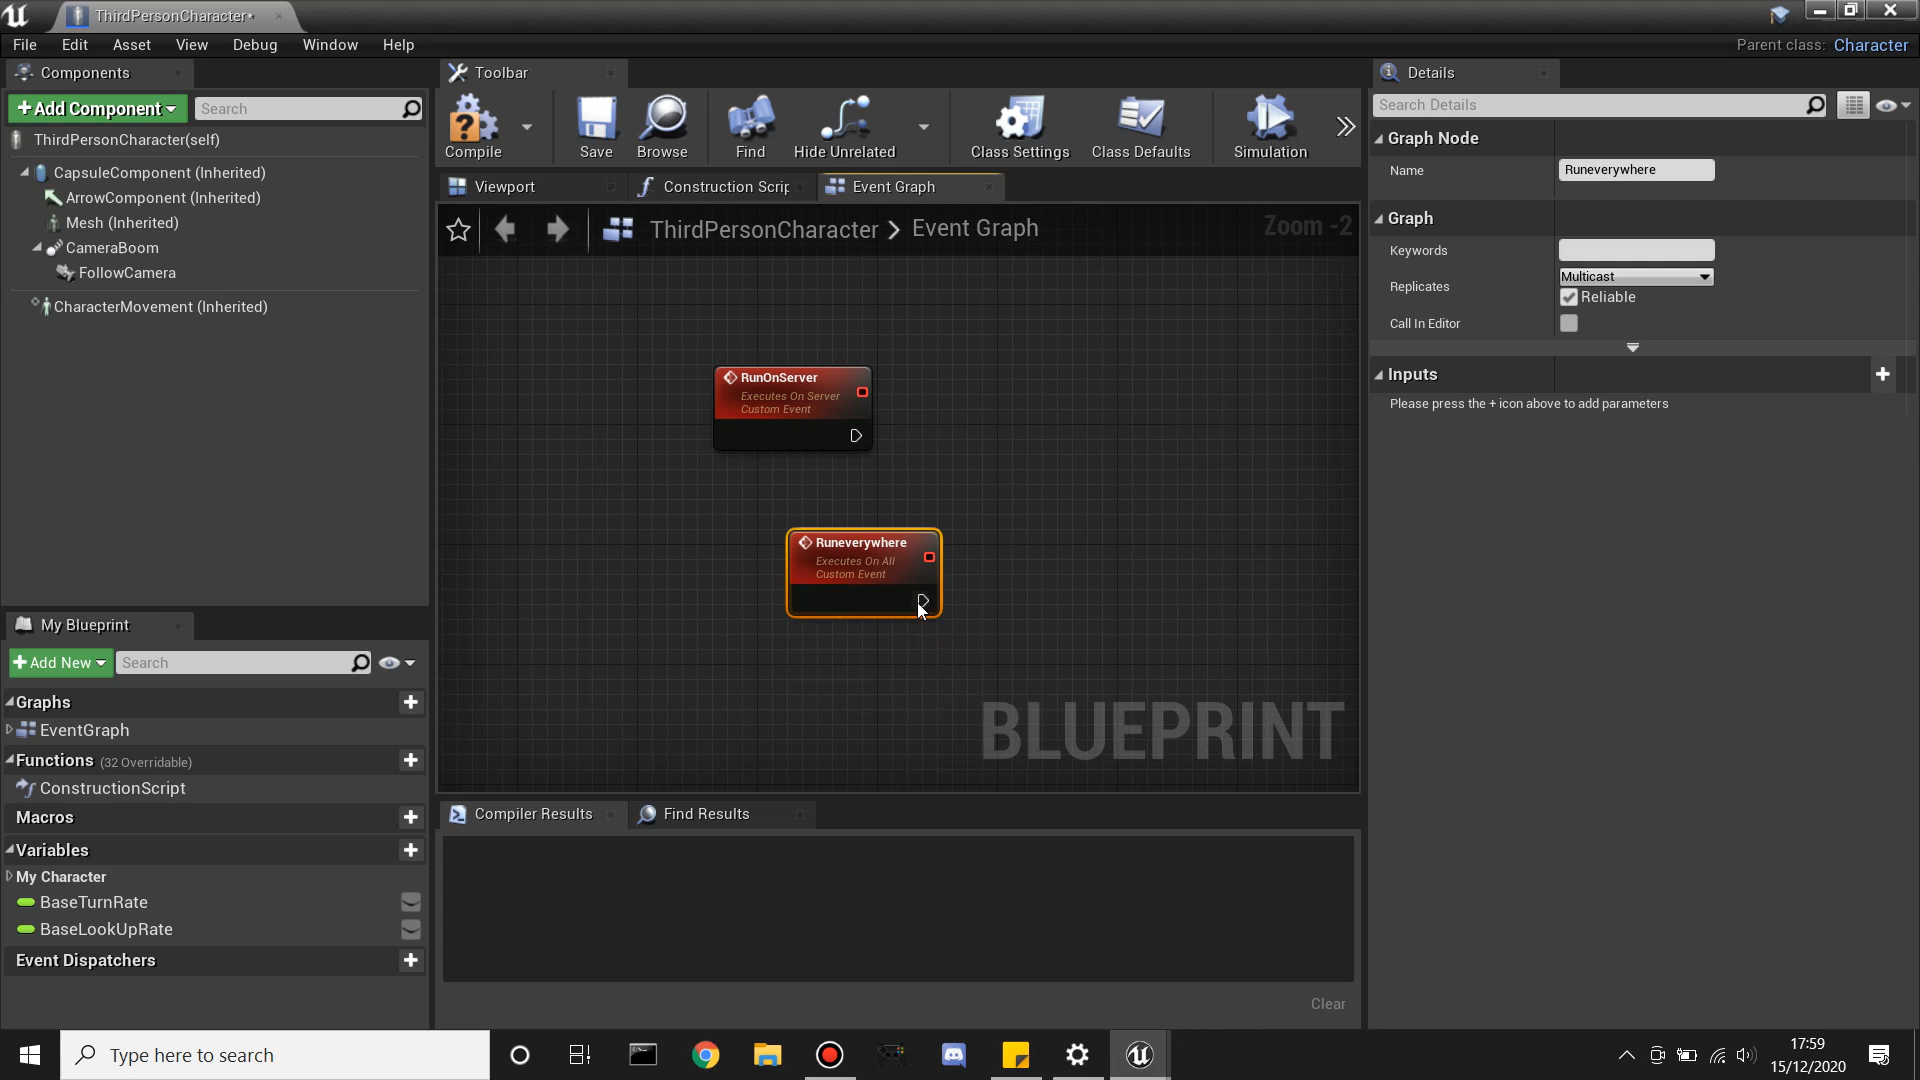 ThirdPersonCharacter*
File Edit Asset View Debug Window Help
Parent class: Character
Components
Add Component
Search
ThirdPersonCharacter(self)
CapsuleComponent (Inherited)
ArrowComponent (Inherited)
Mesh (Inherited)
CameraBoom
FollowCamera
CharacterMovement (Inherited)
Toolbar
Compile
Save
Browse
Find
Hide Unrelated
Class Settings
Class Defaults
Simulation
Viewport
Construction Scrip
Event Graph
ThirdPersonCharacter > Event Graph
Zoom -2
RunOnServer
Executes On Server
Custom Event
Runeverywhere
Executes On All
Custom Event
BLUEPRINT
Details
Search Details
Graph Node
Name
Runeverywhere
Graph
Keywords
Replicates
Multicast
Reliable
Call In Editor
Inputs
Please press the + icon above to add parameters
My Blueprint
Add New
Search
Graphs
EventGraph
Functions (32 Overridable)
ConstructionScript
Macros
Variables
My Character
BaseTurnRate
BaseLookUpRate
Event Dispatchers
Compiler Results
Find Results
Clear
Type here to search
17:59
15/12/2020